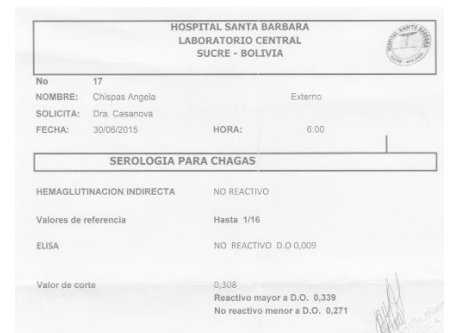 HOSPITAL SANTA BARBARA
LABORATORIO CENTRAL
SUCRE - BOLIVIA
No 17
NOMBRE: Chispas Angela Externo
SOLICITA: Dra. Casanova
FECHA: 30/06/2015 HORA: 6:00
SEROLOGIA PARA CHAGAS
HEMAGLUTINACION INDIRECTA NO REACTIVO
Valores de referencia Hasta 1/16
ELISA NO REACTIVO D.O 0,009
Valor de corte 0,308
Reactivo mayor a D.O. 0,339
No reactivo menor a D.O. 0,271